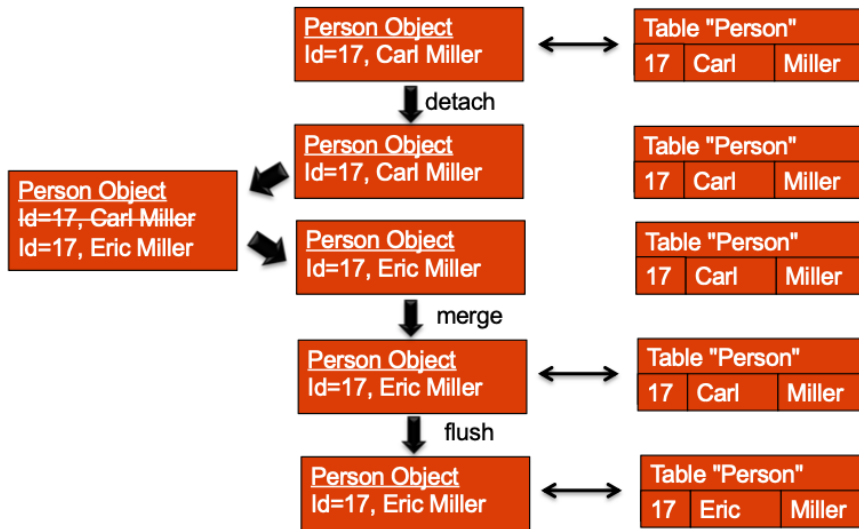 Person Object
Id=17, Carl Miller
Table "Person"
17 Carl Miller
detach
Person Object
Id=17, Carl Miller
Table "Person"
17 Carl Miller
Person Object
Id=17, Carl Miller
Id=17, Eric Miller
Person Object
Id=17, Eric Miller
Table "Person"
17 Carl Miller
merge
Person Object
Id=17, Eric Miller
Table "Person"
17 Carl Miller
flush
Person Object
Id=17, Eric Miller
Table "Person"
17 Eric Miller